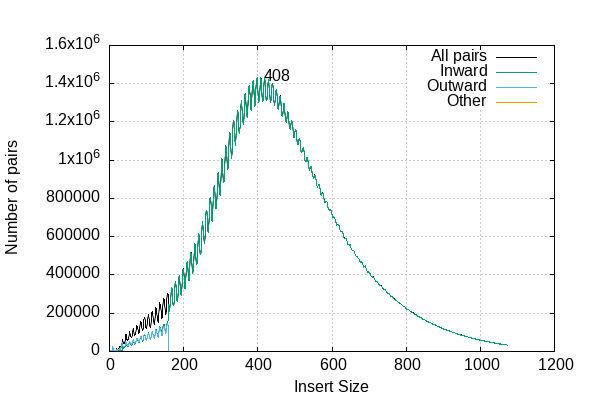 1.6x10^6
1.4x10^6
1.2x10^6
1x10^6
800000
600000
400000
200000
0
Number of pairs
408
All pairs
Inward
Outward
Other
0 200 400 600 800 1000 1200
Insert Size